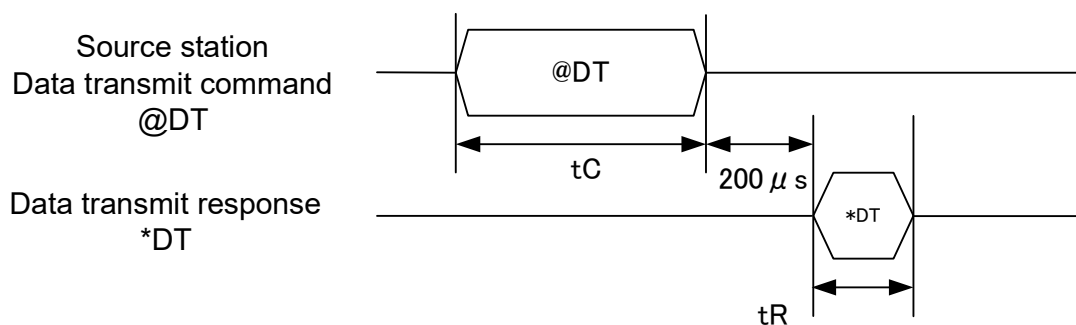 Source station
Data transmit command
@DT
@DT
tC
200 μ s
Data transmit response
*DT
*DT
tR